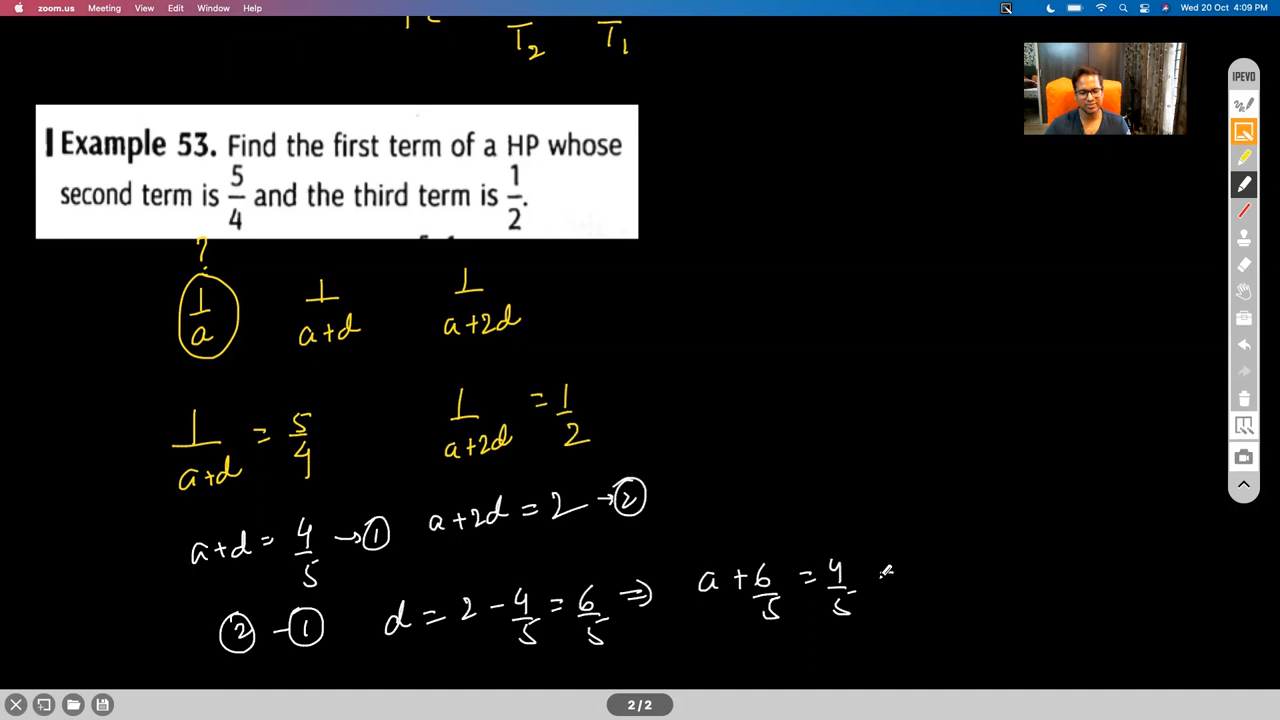 zoom.us Meeting View Edit Window Help Wed 20 Oct 4:09 PM
T2 T1
IPEVO
Example 53. Find the first term of a HP whose
second term is 5/4 and the third term is 1/2.
?
1/a 1/(a+d) 1/(a+2d)
1/(a+d) = 5/4 1/(a+2d) = 1/2
a+d = 4/5 → ① a+2d = 2 → ②
② - ① d = 2 - 4/5 = 6/5 ⇒ a + 6/5 = 4/5
2/2